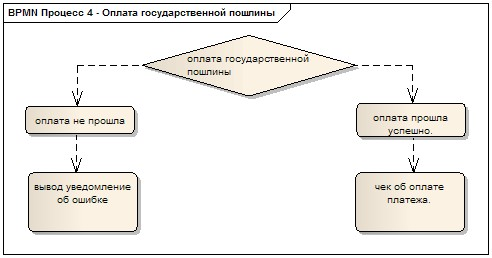 BPMN Процесс 4 - Оплата государственной пошлины
оплата государственной
пошлины
оплата не прошла
оплата прошла
успешно.
вывод уведомление
об ошибке
чек об оплате
платежа.